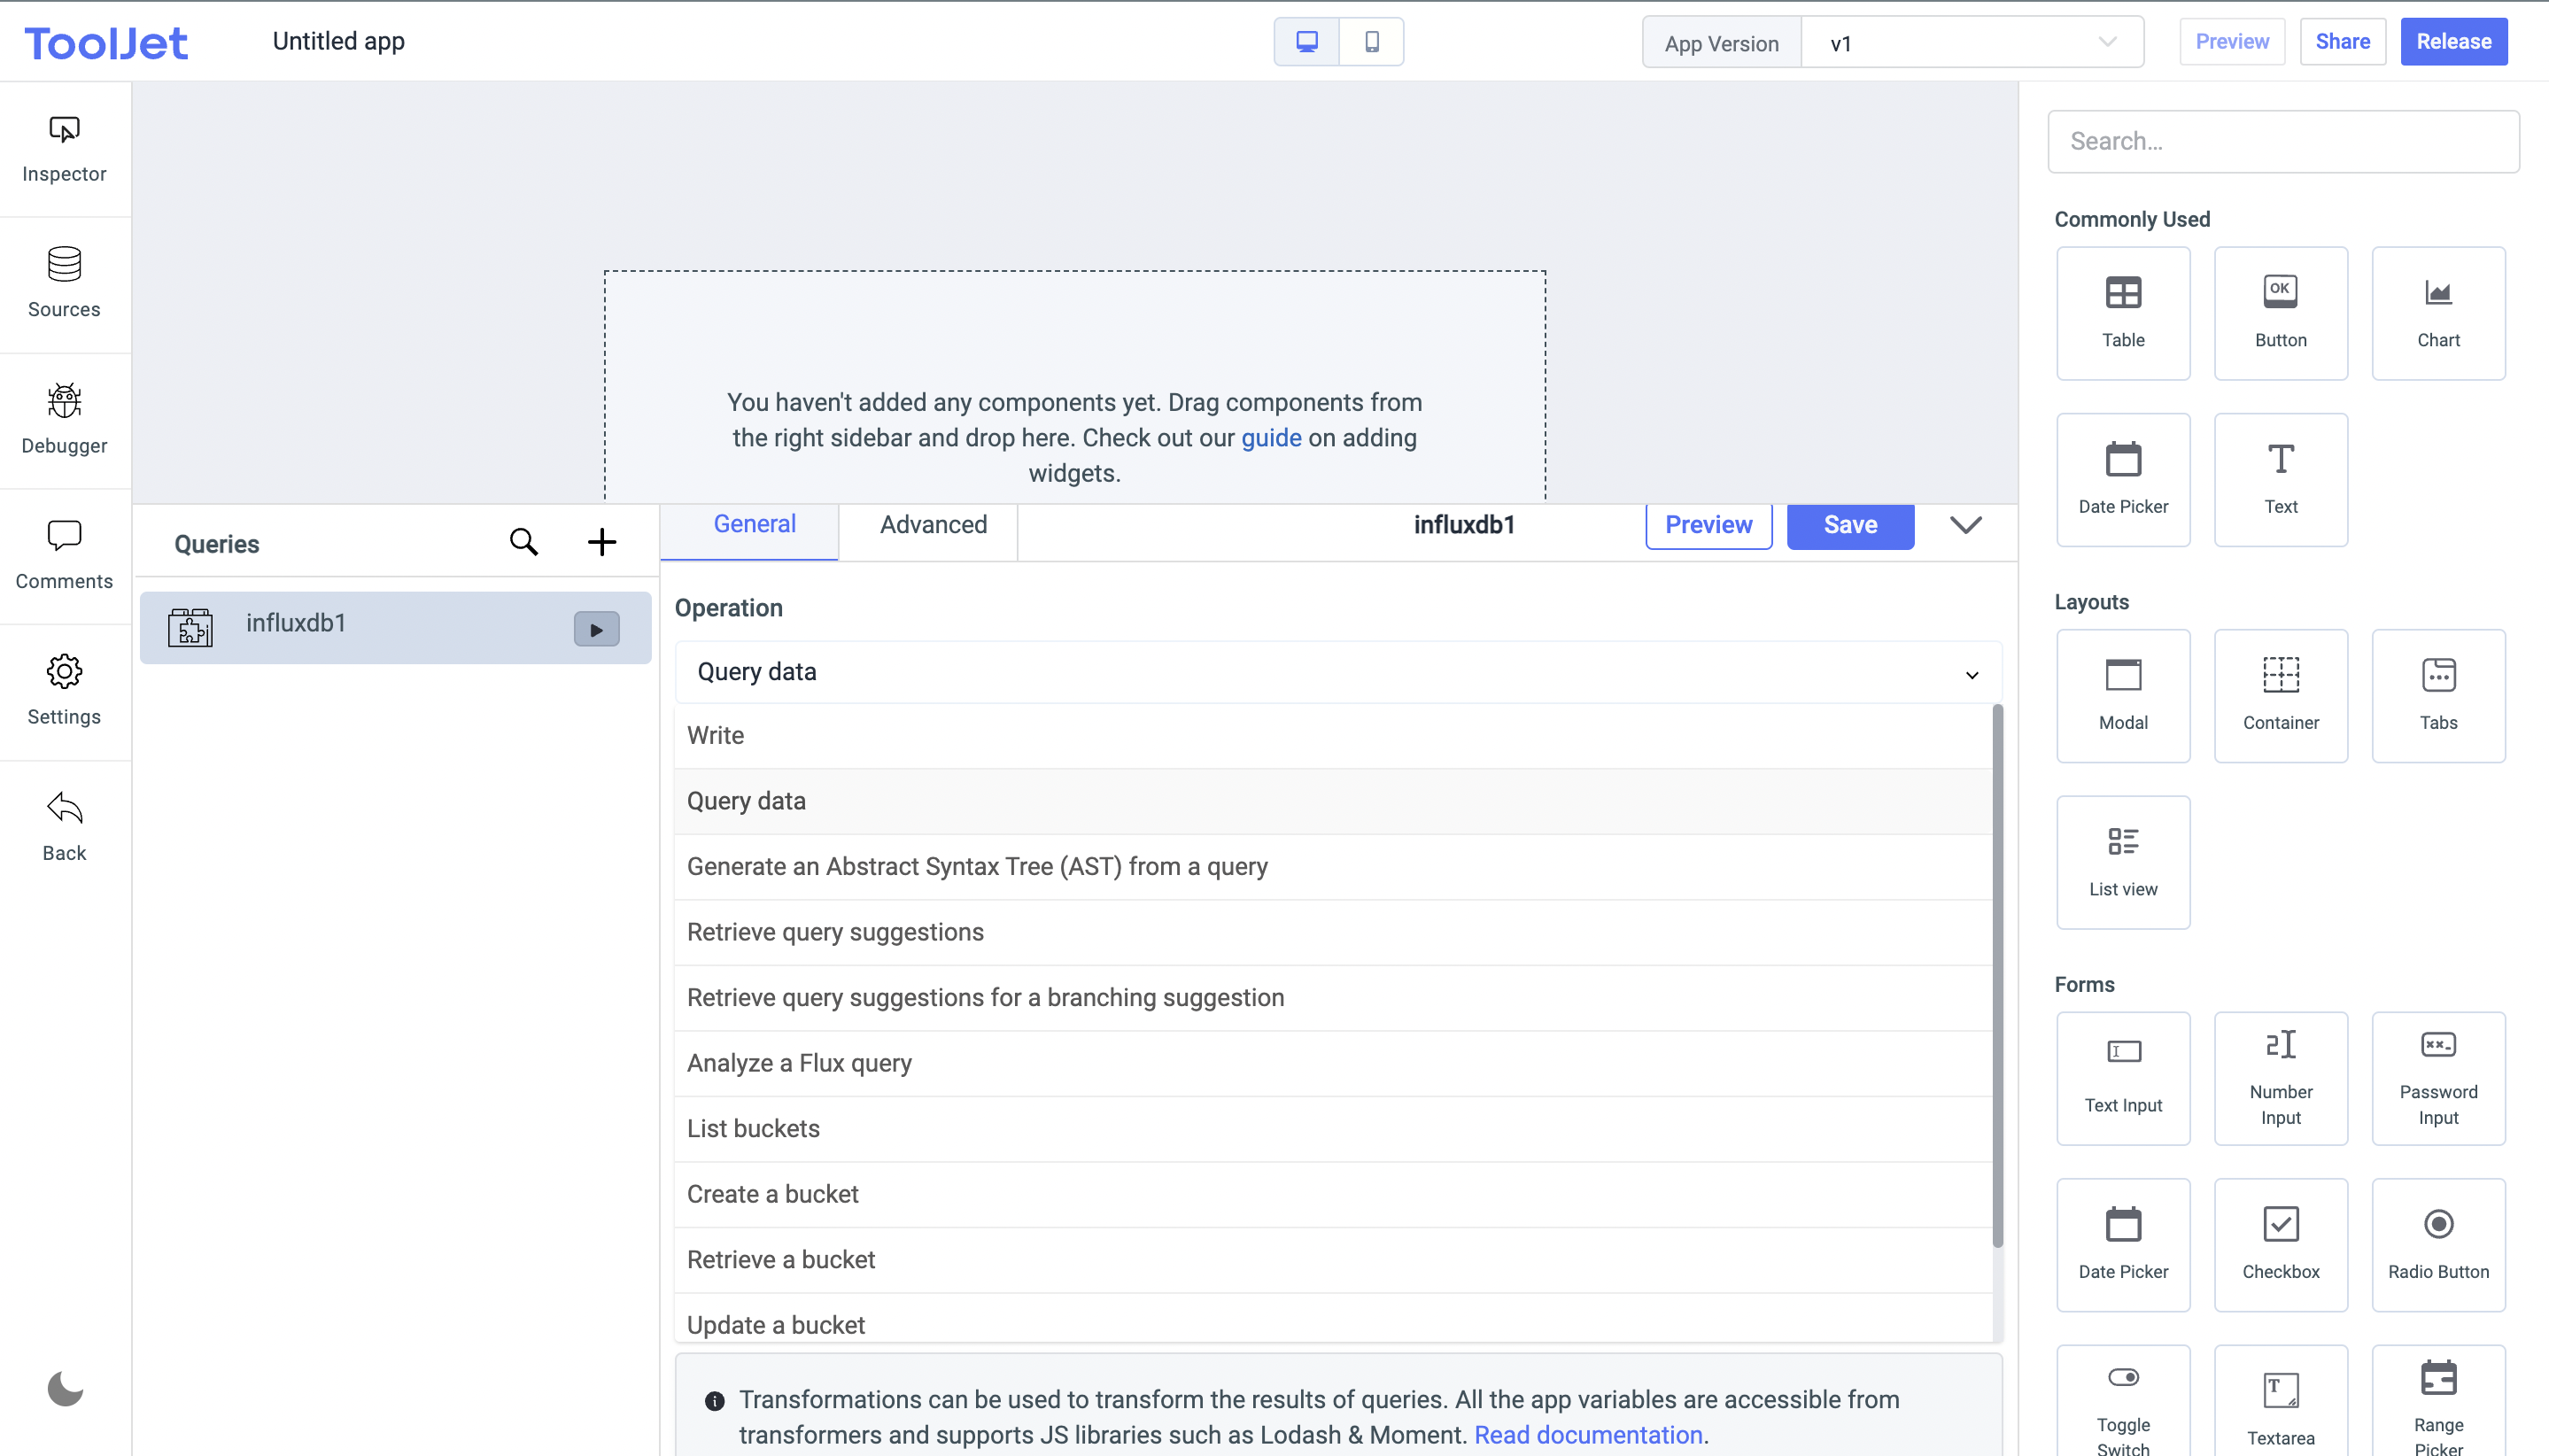 ToolJet
Untitled app
App Version
v1
Preview
Share
Release
Inspector
Sources
Debugger
Comments
Settings
Back
You haven't added any components yet. Drag components from
the right sidebar and drop here. Check out our guide on adding
widgets.
Queries
influxdb1
General
Advanced
influxdb1
Preview
Save
Operation
Query data
Write
Query data
Generate an Abstract Syntax Tree (AST) from a query
Retrieve query suggestions
Retrieve query suggestions for a branching suggestion
Analyze a Flux query
List buckets
Create a bucket
Retrieve a bucket
Update a bucket
Transformations can be used to transform the results of queries. All the app variables are accessible from
transformers and supports JS libraries such as Lodash & Moment. Read documentation.
Search...
Commonly Used
Table
OK
Button
Chart
Date Picker
Text
Layouts
Modal
Container
Tabs
List view
Forms
Text Input
Number
Input
Password
Input
Date Picker
Checkbox
Radio Button
Toggle
Switch
Textarea
Range
Picker